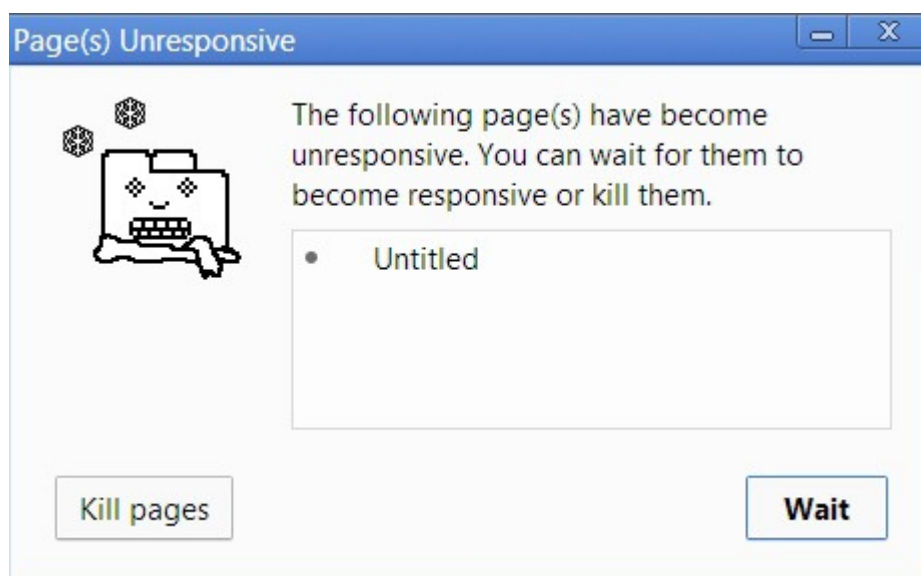 Page(s) Unresponsive
The following page(s) have become
unresponsive. You can wait for them to
become responsive or kill them.
Untitled
Kill pages
Wait